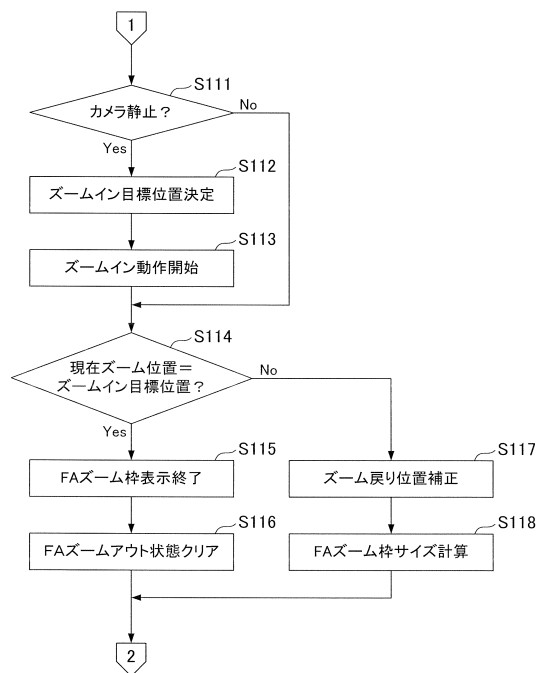 1
S111
カメラ静止？
No
Yes
S112
ズームイン目標位置決定
S113
ズームイン動作開始
S114
現在ズーム位置＝
ズームイン目標位置？
No
Yes
S115
FAズーム枠表示終了
S117
ズーム戻り位置補正
S116
FAズームアウト状態クリア
S118
FAズーム枠サイズ計算
2